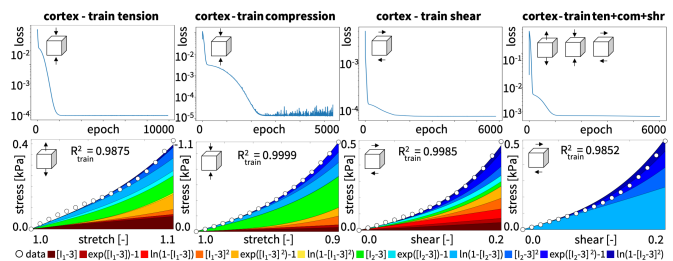 cortex - train tension
cortex - train compression
cortex - train shear
cortex - train ten+com+shr
loss
10⁻²
10⁻⁴
0
epoch
10000
loss
10⁻²
10⁻³
10⁻⁴
10⁻⁵
0
epoch
5000
loss
10⁻³
10⁻⁴
0
epoch
6000
loss
10⁻¹
10⁻²
10⁻³
0
epoch
6000
stress [kPa]
0.4
0.0
R²train = 0.9875
1.0
stretch [-]
1.1
stress [kPa]
-1.1
0.0
R²train = 0.9999
1.0
stretch [-]
0.9
stress [kPa]
0.4
0.0
R²train = 0.9985
0.0
shear [-]
0.2
stress [kPa]
0.5
0.0
R²train = 0.9852
0.0
shear [-]
0.2
data [I₁-3] exp([I₁-3])-1 ln(1-[I₁-3]) [I₁-3]² exp([I₁-3]²)-1 ln(1-[I₁-3]²) [I₂-3] exp([I₂-3])-1 ln(1-[I₂-3]) [I₂-3]² exp([I₂-3]²)-1 ln(1-[I₂-3]²)